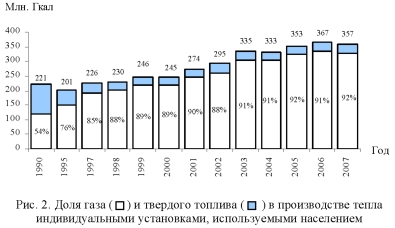 Млн. Гкал
400
350
300
250
200
150
100
50
0
221 201 226 230 246 245 274 295 335 333 353 367 357
54% 76% 85% 88% 89% 89% 90% 88% 91% 91% 92% 91% 92%
1990 1995 1997 1998 1999 2000 2001 2002 2003 2004 2005 2006 2007
Год
Рис. 2. Доля газа ( ) и твердого топлива ( ) в производстве тепла
индивидуальными установками, используемыми населением